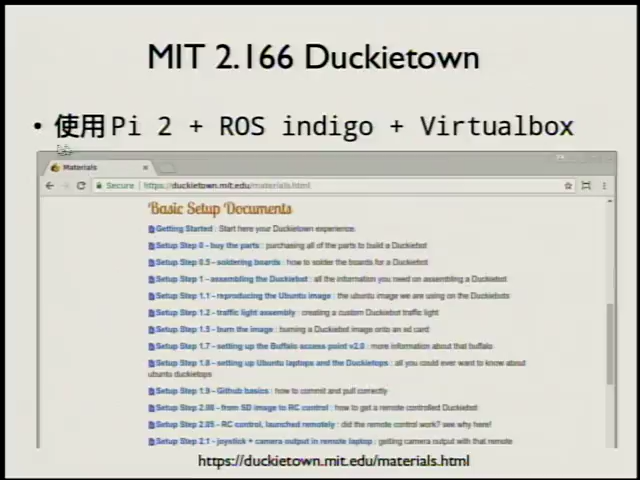 MIT 2.166 Duckietown
• 使用Pi 2 + ROS indigo + Virtualbox
Materials
Secure https://duckietown.mit.edu/materials.html
Basic Setup Documents
Getting Started : Start here your Duckietown experience.
Setup Step 0 - buy the parts : purchasing all of the parts to build a Duckiebot
Setup Step 0.5 - soldering boards : how to solder the boards for a Duckiebot
Setup Step 1 - assembling the Duckiebot : all the information you need on assembling a Duckiebot
Setup Step 1.1 - reproducing the Ubuntu image : the ubuntu image we are using on the Duckiebots
Setup Step 1.2 - traffic light assembly : creating a custom Duckiebot traffic light
Setup Step 1.5 - burn the image : burning a Duckiebot image onto an sd card
Setup Step 1.7 - setting up the Buffalo access point v2.0 : more information about that buffalo
Setup Step 1.8 - setting up Ubuntu laptops and the Duckietops : all you could ever want to know about
ubuntu duckietops
Setup Step 1.9 - Github basics : how to commit and pull correctly
Setup Step 2.0 - from SD image to RC control : how to get a remote controlled Duckiebot
Setup Step 2.05 - RC control, launched remotely : did the remote control work? see why here!
Setup Step 2.1 - joystick + camera output in remote laptop : getting camera output with that remote
https://duckietown.mit.edu/materials.html